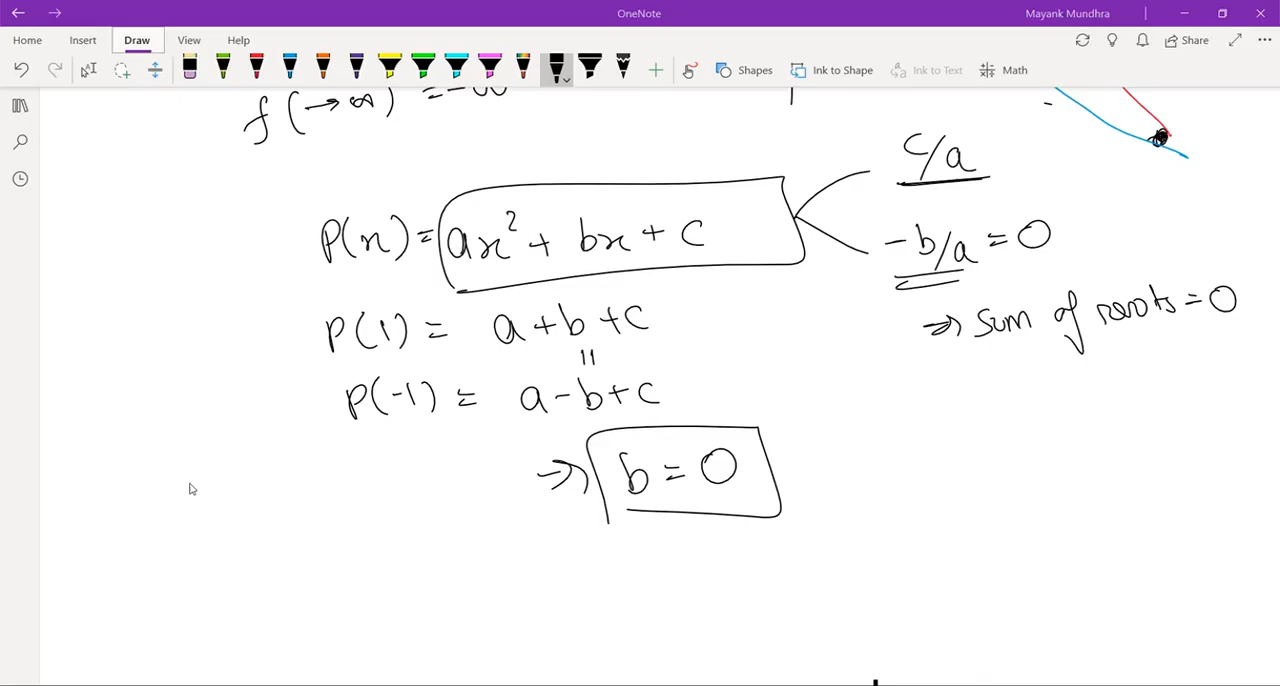 OneNote
Mayank Mundhra
Home Insert Draw View Help
Share
Shapes Ink to Shape Ink to Text Math
f(→∞) = -∞
c/a
P(x) = ax² + bx + c
-b/a = 0
P(1) = a+b+c
⇒ Sum of roots = 0
=
P(-1) = a-b+c
⇒ b = 0